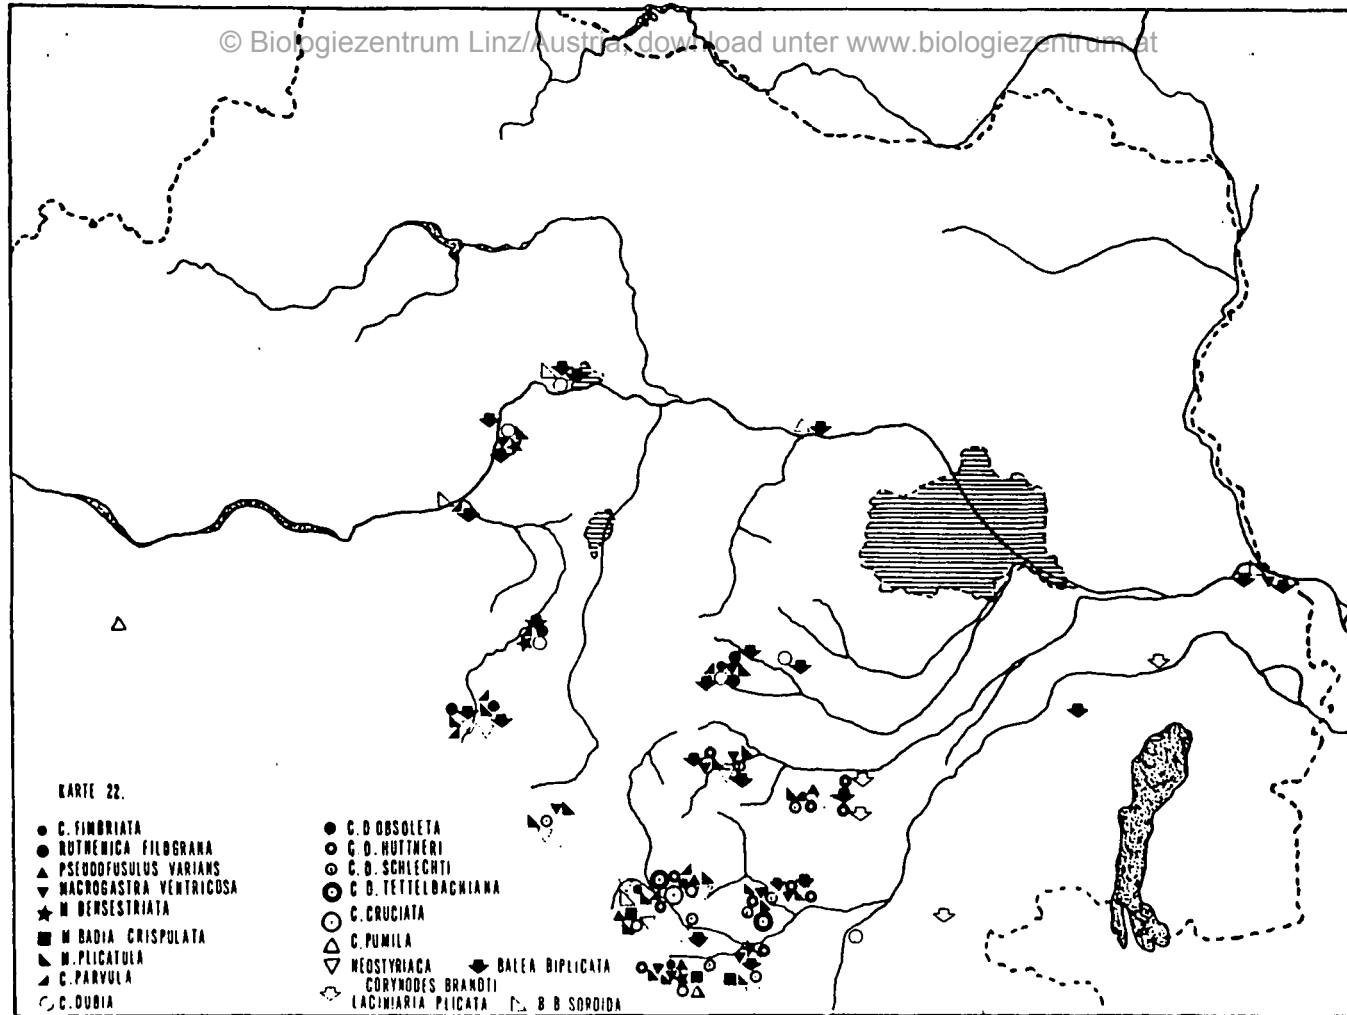 © Biologiezentrum Linz/Austria; download unter www.biologiezentrum.at
KARTE 22.
C. FIMBRIATA
RUTHENICA FILOGRANA
PSEUDOFUSULUS VARIANS
MACROGASTRA VENTRICOSA
M DENSESTRIATA
M BADIA CRISPULATA
M. PLICATULA
C. PARVULA
C. DUBIA
C. D OBSOLETA
C. D. HUTTNERI
C. D. SCHLECHTI
C D. TETTELBACHIANA
C. CRUCIATA
C. PUMILA
NEOSTYRIACA
CORYNODES BRANDTI
LACINIARIA PLICATA
BALEA BIPLICATA
B B SORDIDA